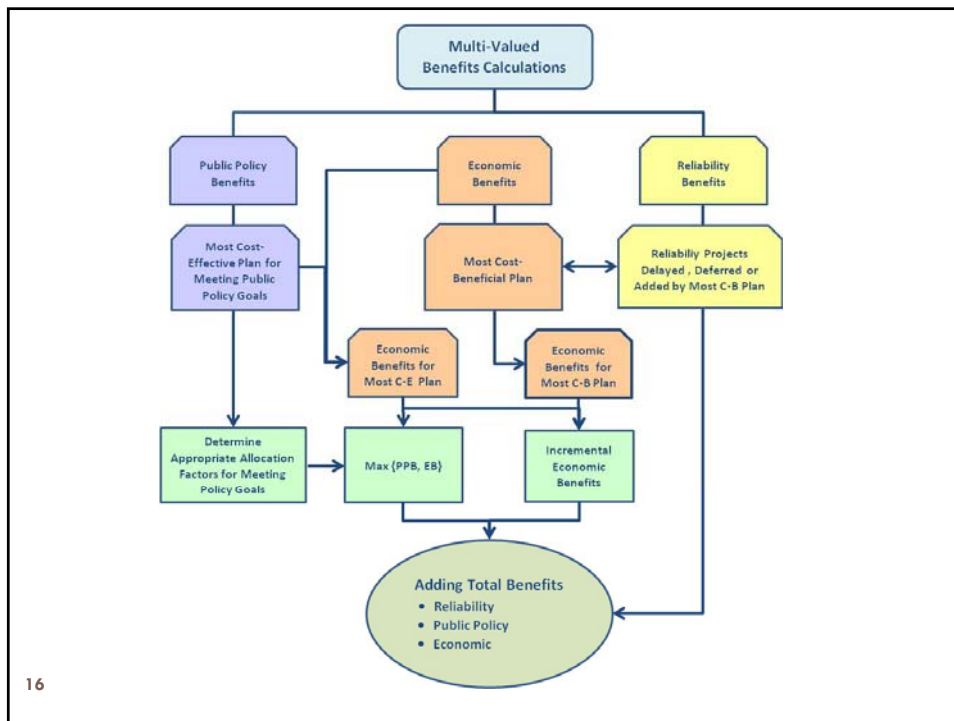 Multi-Valued
Benefits Calculations
Public Policy
Benefits
Economic
Benefits
Reliability
Benefits
Most Cost-
Effective Plan for
Meeting Public
Policy Goals
Most Cost-
Beneficial Plan
Reliabiliy Projects
Delayed , Deferred or
Added by Most C-B Plan
Economic
Benefits for
Most C-E Plan
Economic
Benefits for
Most C-B Plan
Determine
Appropriate Allocation
Factors for Meeting
Policy Goals
Max {PPB, EB}
Incremental
Economic
Benefits
Adding Total Benefits
• Reliability
• Public Policy
• Economic
16